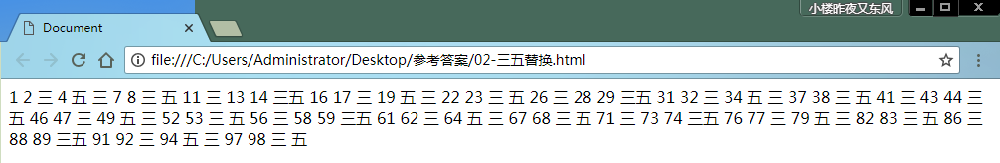 小楼昨夜又东风
Document
file:///C:/Users/Administrator/Desktop/参考答案/02-三五替换.html
1 2 三 4 五 三 7 8 三 五 11 三 13 14 三五 16 17 三 19 五 三 22 23 三 五 26 三 28 29 三五 31 32 三 34 五 三 37 38 三 五 41 三 43 44 三
五 46 47 三 49 五 三 52 53 三 五 56 三 58 59 三五 61 62 三 64 五 三 67 68 三 五 71 三 73 74 三五 76 77 三 79 五 三 82 83 三 五 86 三
88 89 三五 91 92 三 94 五 三 97 98 三 五